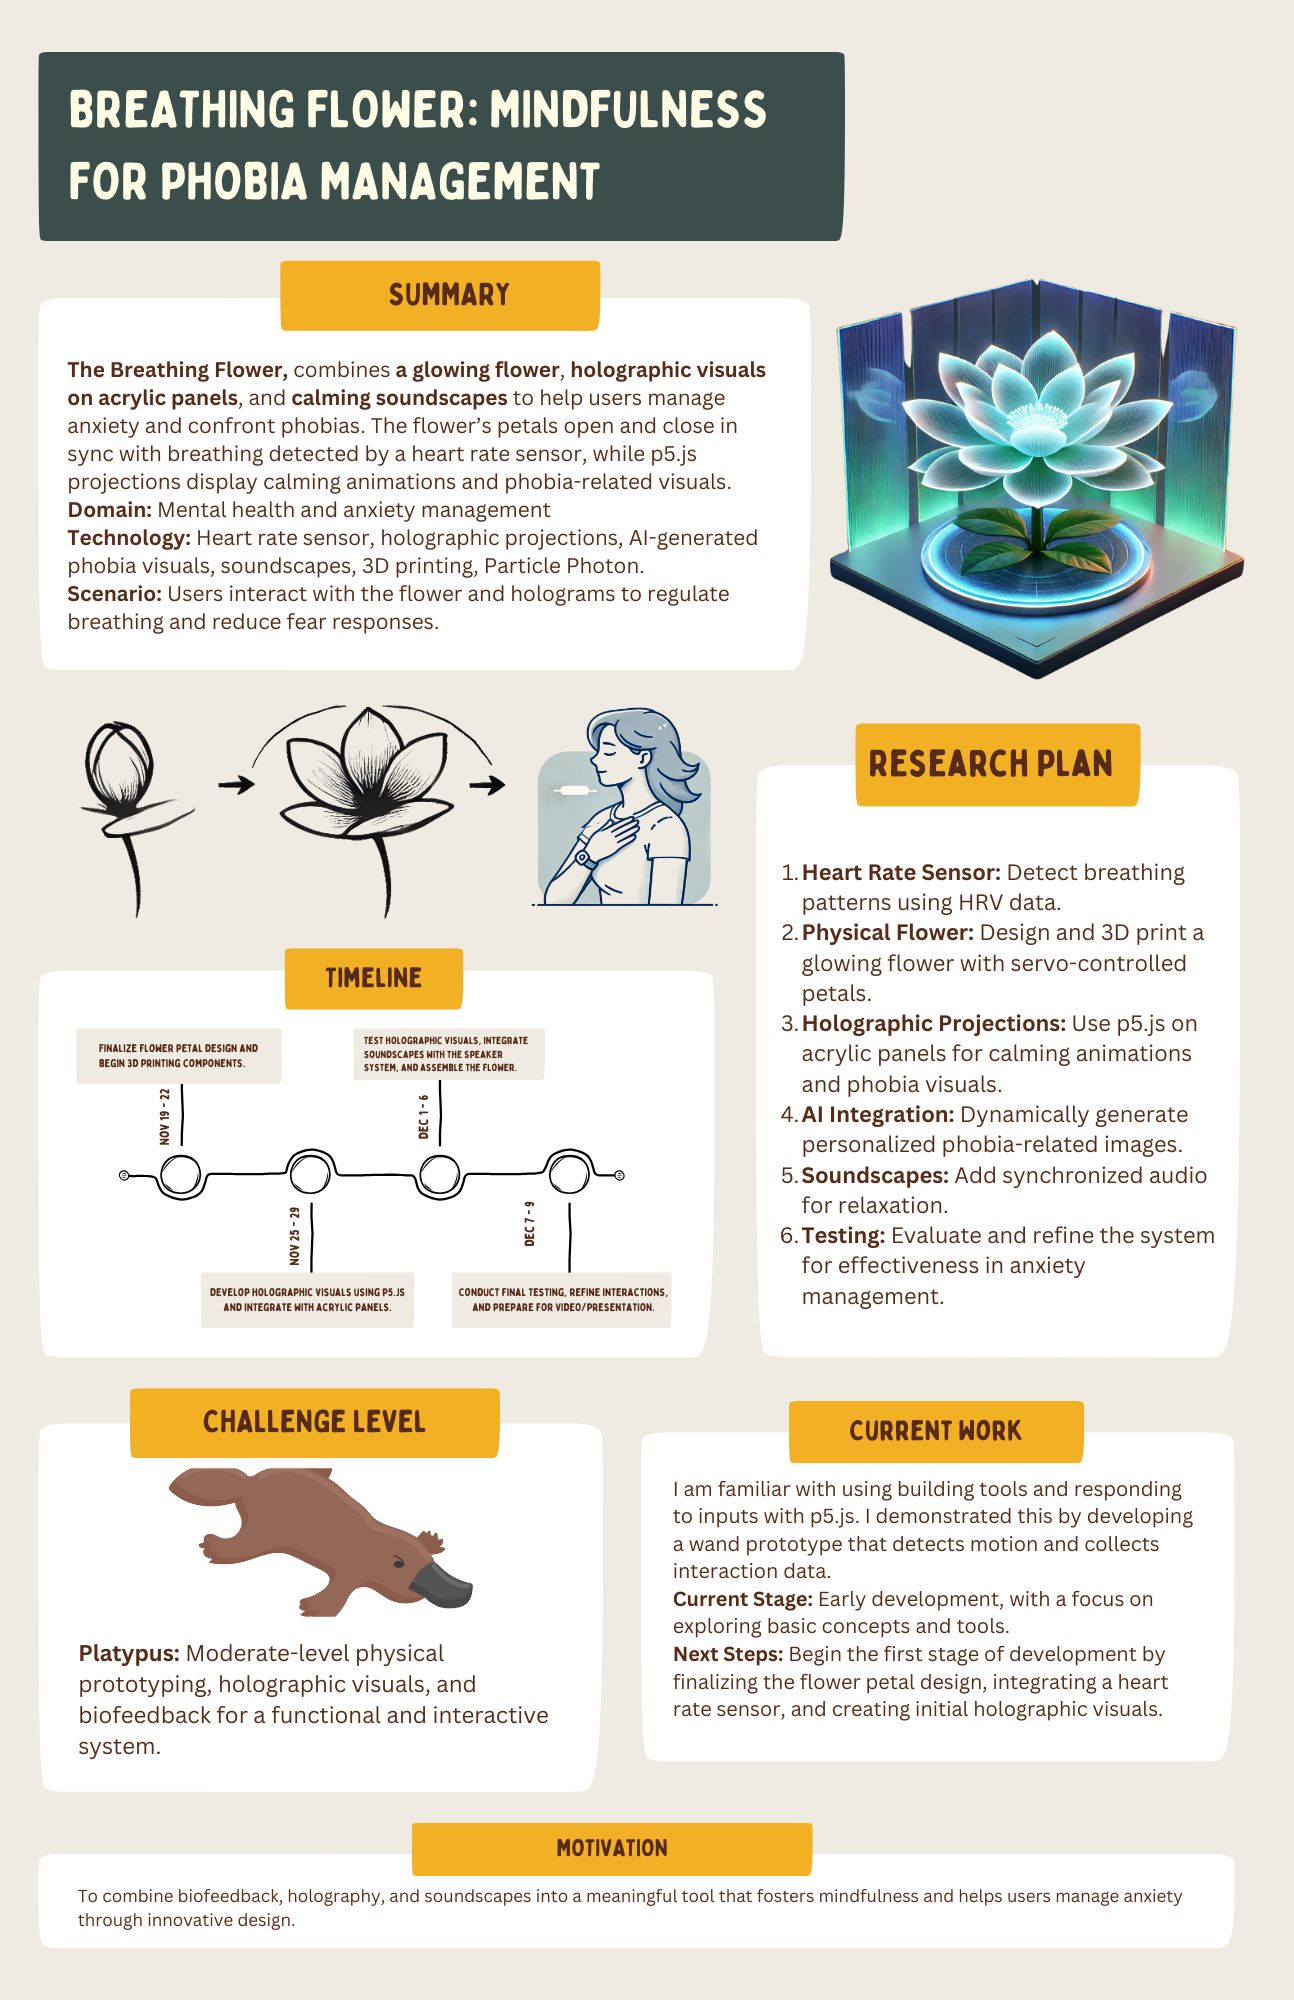 BREATHING FLOWER: MINDFULNESS
FOR PHOBIA MANAGEMENT
SUMMARY
The Breathing Flower, combines a glowing flower, holographic visuals
on acrylic panels, and calming soundscapes to help users manage
anxiety and confront phobias. The flower's petals open and close in
sync with breathing detected by a heart rate sensor, while p5.js
projections display calming animations and phobia-related visuals.
Domain: Mental health and anxiety management
Technology: Heart rate sensor, holographic projections, AI-generated
phobia visuals, soundscapes, 3D printing, Particle Photon.
Scenario: Users interact with the flower and holograms to regulate
breathing and reduce fear responses.
RESEARCH PLAN
1. Heart Rate Sensor: Detect breathing
patterns using HRV data.
2. Physical Flower: Design and 3D print a
glowing flower with servo-controlled
petals.
3. Holographic Projections: Use p5.js on
acrylic panels for calming animations
and phobia visuals.
4. AI Integration: Dynamically generate
personalized phobia-related images.
5. Soundscapes: Add synchronized audio
for relaxation.
6. Testing: Evaluate and refine the system
for effectiveness in anxiety
management.
TIMELINE
FINALIZE FLOWER PETAL DESIGN AND
BEGIN 3D PRINTING COMPONENTS.
NOV 19 - 22
TEST HOLOGRAPHIC VISUALS, INTEGRATE
SOUNDSCAPES WITH THE SPEAKER
SYSTEM, AND ASSEMBLE THE FLOWER.
DEC 1 - 6
NOV 25 - 29
DEVELOP HOLOGRAPHIC VISUALS USING P5.JS
AND INTEGRATE WITH ACRYLIC PANELS.
DEC 7 - 9
CONDUCT FINAL TESTING, REFINE INTERACTIONS,
AND PREPARE FOR VIDEO/PRESENTATION.
CHALLENGE LEVEL
Platypus: Moderate-level physical
prototyping, holographic visuals, and
biofeedback for a functional and interactive
system.
CURRENT WORK
I am familiar with using building tools and responding
to inputs with p5.js. I demonstrated this by developing
a wand prototype that detects motion and collects
interaction data.
Current Stage: Early development, with a focus on
exploring basic concepts and tools.
Next Steps: Begin the first stage of development by
finalizing the flower petal design, integrating a heart
rate sensor, and creating initial holographic visuals.
MOTIVATION
To combine biofeedback, holography, and soundscapes into a meaningful tool that fosters mindfulness and helps users manage anxiety
through innovative design.